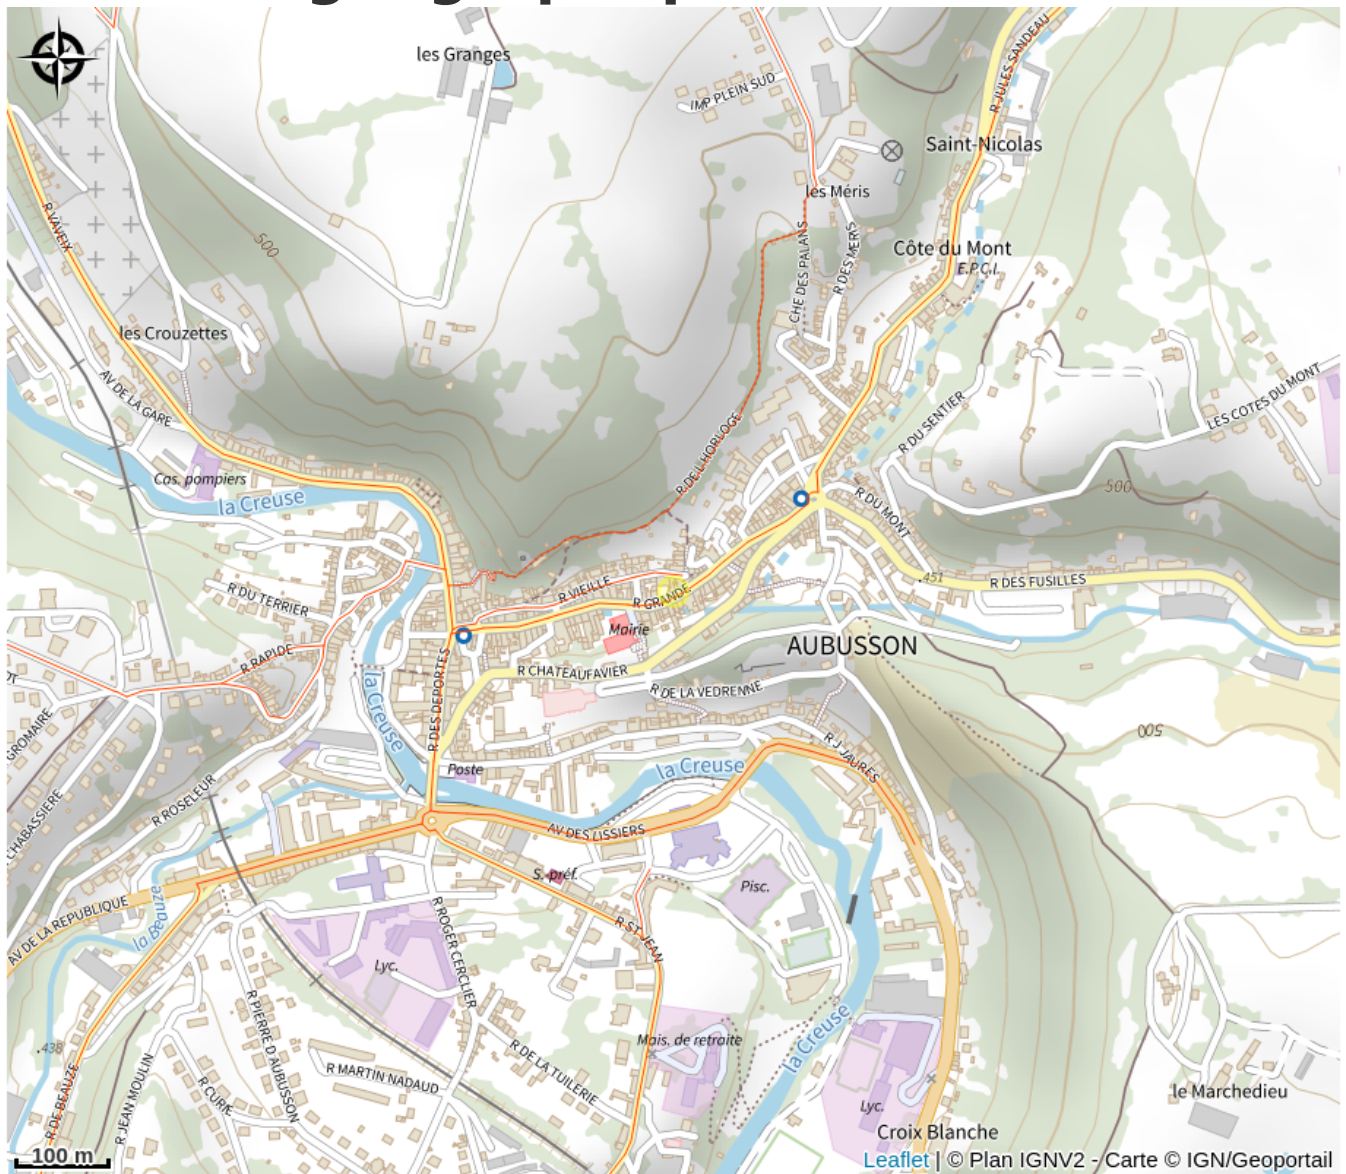 les Granges
IMP PLEIN SUD
R JULES SANDEAU
Saint-Nicolas
les Méris
R VAVEIX
500
CHE DES PALANS
R DES MERIS
Côte du Mont
E.P.C.I.
les Crouzettes
AV DE LA GARE
LES COTES DU MONT
R DU SENTIER
R DE L HORLOGE
Cas. pompiers
la Creuse
R DU MONT
500
.451
R DES FUSILLES
R DU TERRIER
R VIEILLE
R GRANDE
Mairie
AUBUSSON
R RAPIDE
R CHATEAUFAVIER
R DE LA VEDRENNE
la Creuse
R DES DEPORTES
GROMAIRE
500
R J JAURES
Poste
la Creuse
R ROSELEUR
CHABASSIERE
AV DES LISSIERS
S.-préf.
Pisc.
AV DE LA REPUBLIQUE
la Beauze
R ROGER CERCLIER
R ST JEAN
Lyc.
R PIERRE D AUBUSSON
la Creuse
Mais. de retraite
.438
R DE LA TUILERIE
R MARTIN NADAUD
R DE BEAUZE
R JEAN MOULIN
R CURIE
le Marchedieu
Lyc.
Croix Blanche
100 m
Leaflet | © Plan IGNV2 - Carte © IGN/Geoportail